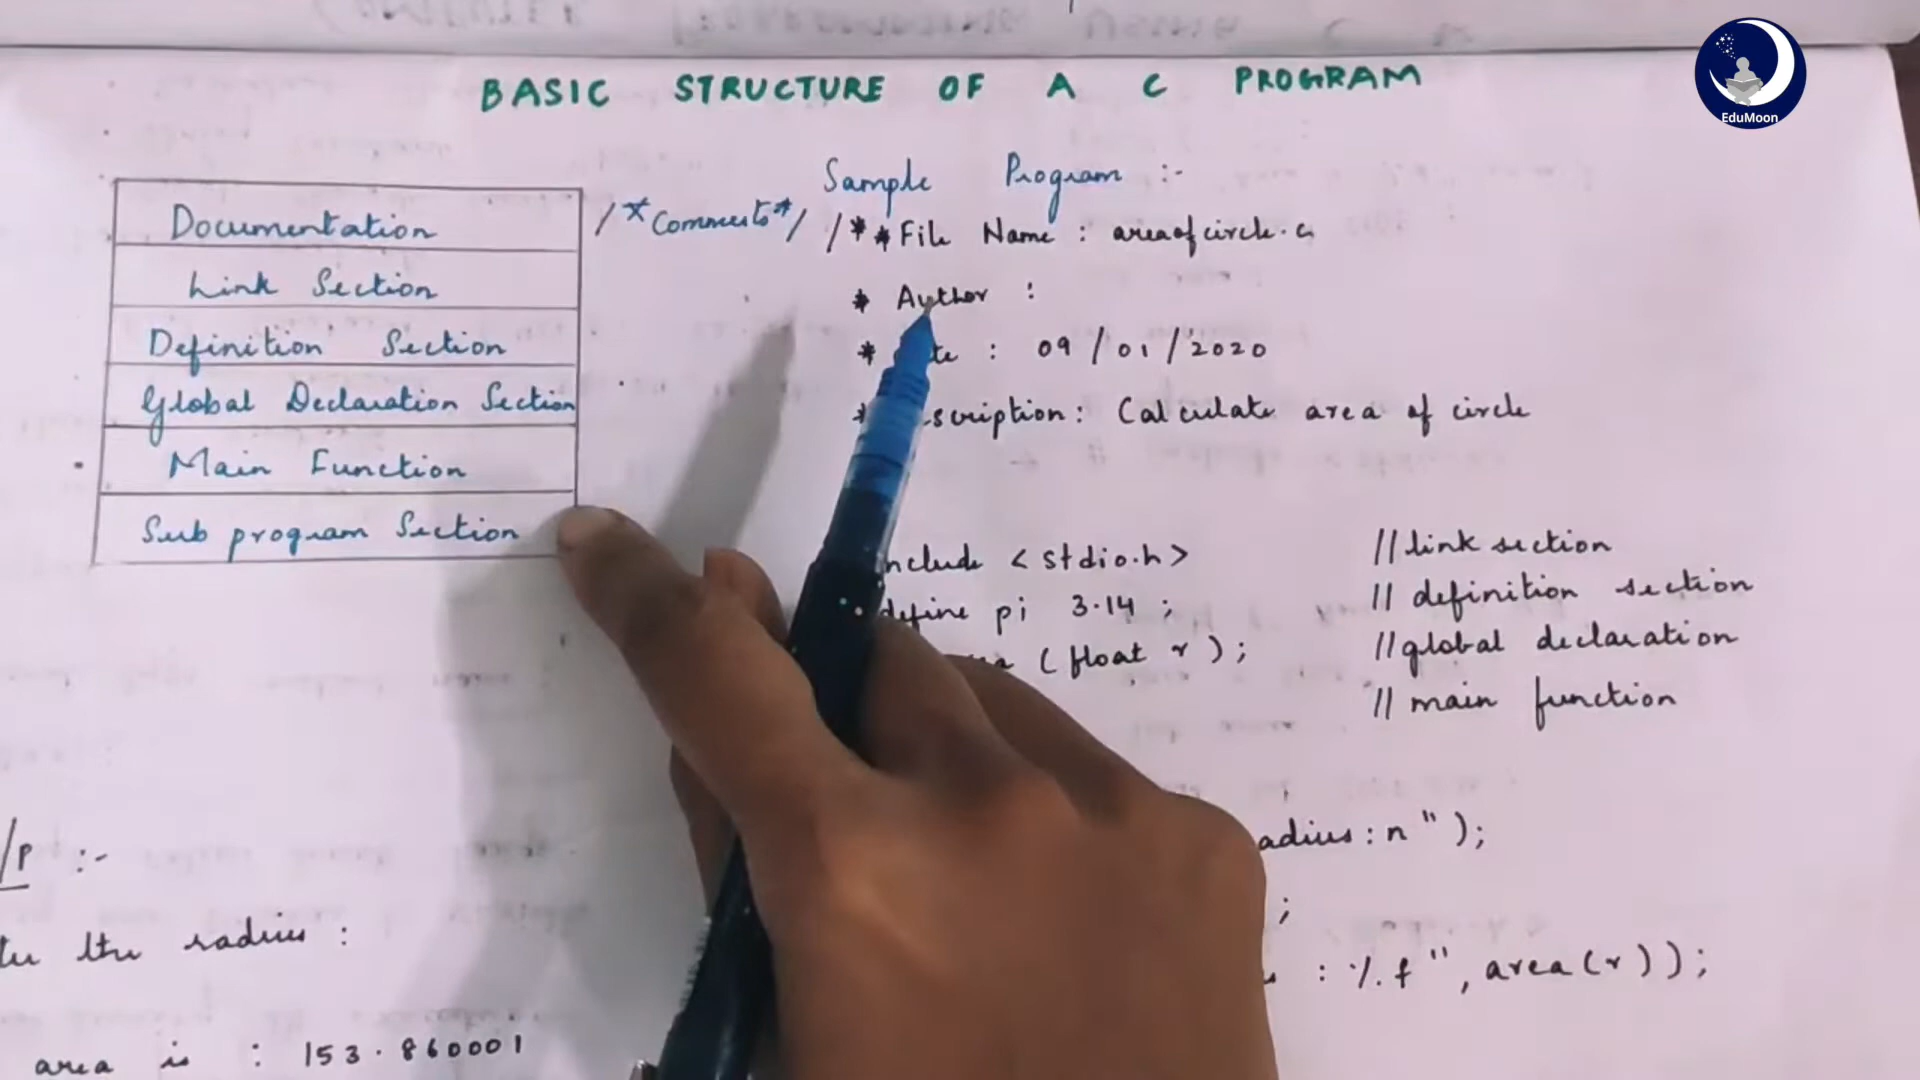 BASIC STRUCTURE OF A C PROGRAM
EduMoon
Documentation
Link Section
Definition Section
Global Declaration Section
Main Function
Sub program Section
/*Comments*/
Sample Program :-
/** File Name : areaofcircle.c
* Author :
* te : 09/01/2020
* scription: Calculate area of circle
nclude <stdio.h> //link section
define pi 3.14 ; // definition section
a (float r); //global declaration
// main function
adius:n");
;
: %.f", area(r));
/P :-
the radius :
area is : 153.860001